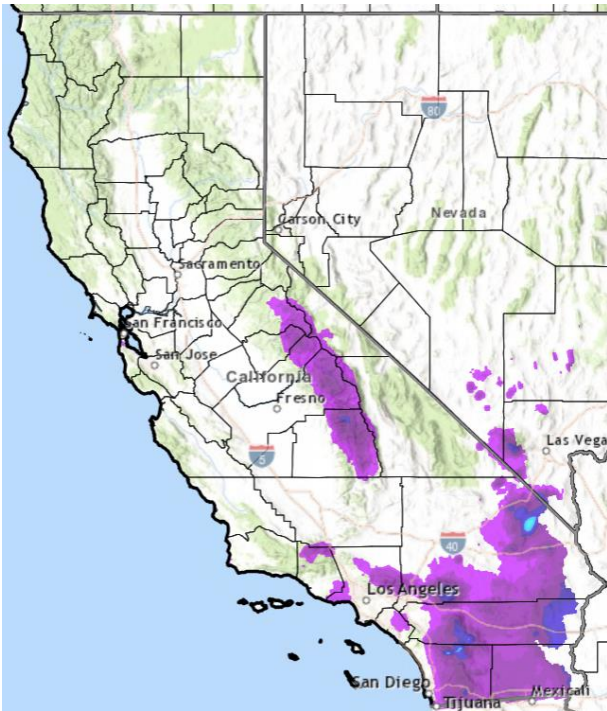 80
Carson City
Nevada
Sacramento
San Francisco
San Jose
California
Fresno
5
Las Vega
40
Los Angeles
San Diego
Tijuana
Mexicali